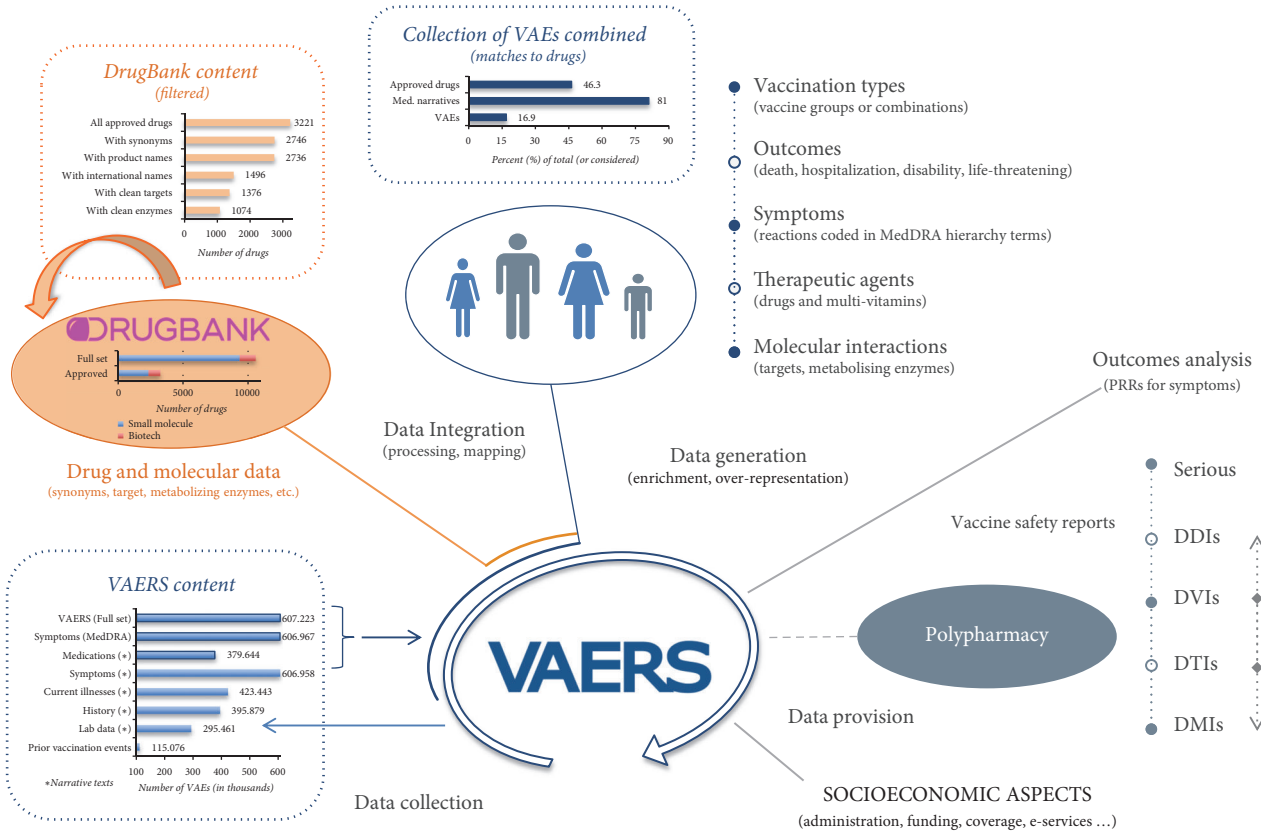 DrugBank content
(filtered)
All approved drugs 3221
With synonyms 2746
With product names 2736
With international names 1496
With clean targets 1376
With clean enzymes 1074
0 1000 2000 3000
Number of drugs
DRUGBANK
Full set
Approved
0 5000 10000
Number of drugs
Small molecule
Biotech
Drug and molecular data
(synonyms, target, metabolizing enzymes, etc.)
Collection of VAEs combined
(matches to drugs)
Approved drugs 46.3
Med. narratives 81
VAEs 16.9
0 15 30 45 60 75 90
Percent (%) of total (or considered)
Vaccination types
(vaccine groups or combinations)
Outcomes
(death, hospitalization, disability, life-threatening)
Symptoms
(reactions coded in MedDRA hierarchy terms)
Therapeutic agents
(drugs and multi-vitamins)
Molecular interactions
(targets, metabolising enzymes)
Data Integration
(processing, mapping)
Data generation
(enrichment, over-representation)
Outcomes analysis
(PRRs for symptoms)
Vaccine safety reports
Serious
DDIs
DVIs
DTIs
DMIs
Polypharmacy
VAERS content
VAERS (Full set) 607.223
Symptoms (MedDRA) 606.967
Medications (*) 379.644
Symptoms (*) 606.958
Current illnesses (*) 423.443
History (*) 395.879
Lab data (*) 295.461
Prior vaccination events 115.076
100 200 300 400 500 600
*Narrative texts
Number of VAEs (in thousands)
VAERS
Data collection
Data provision
SOCIOECONOMIC ASPECTS
(administration, funding, coverage, e-services …)